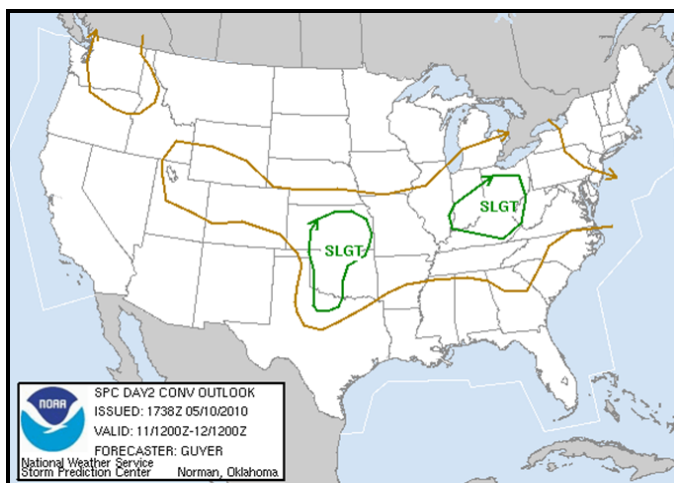 SLGT
SLGT
SPC DAY2 CONV OUTLOOK
ISSUED: 1738Z 05/10/2010
VALID: 11/1200Z-12/1200Z
FORECASTER: GUYER
National Weather Service
Storm Prediction Center Norman, Oklahoma
NOAA